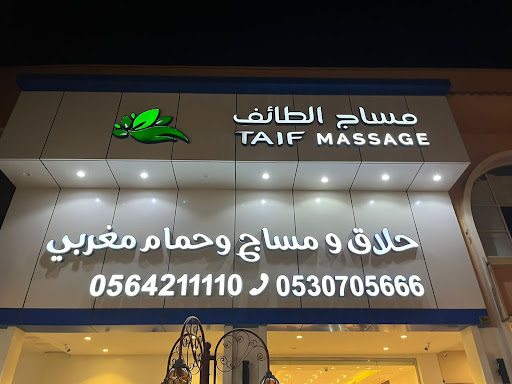 مساج الطائف
TAIF MASSAGE
حلاق و مساج وحمام مغربي
0564211110 0530705666